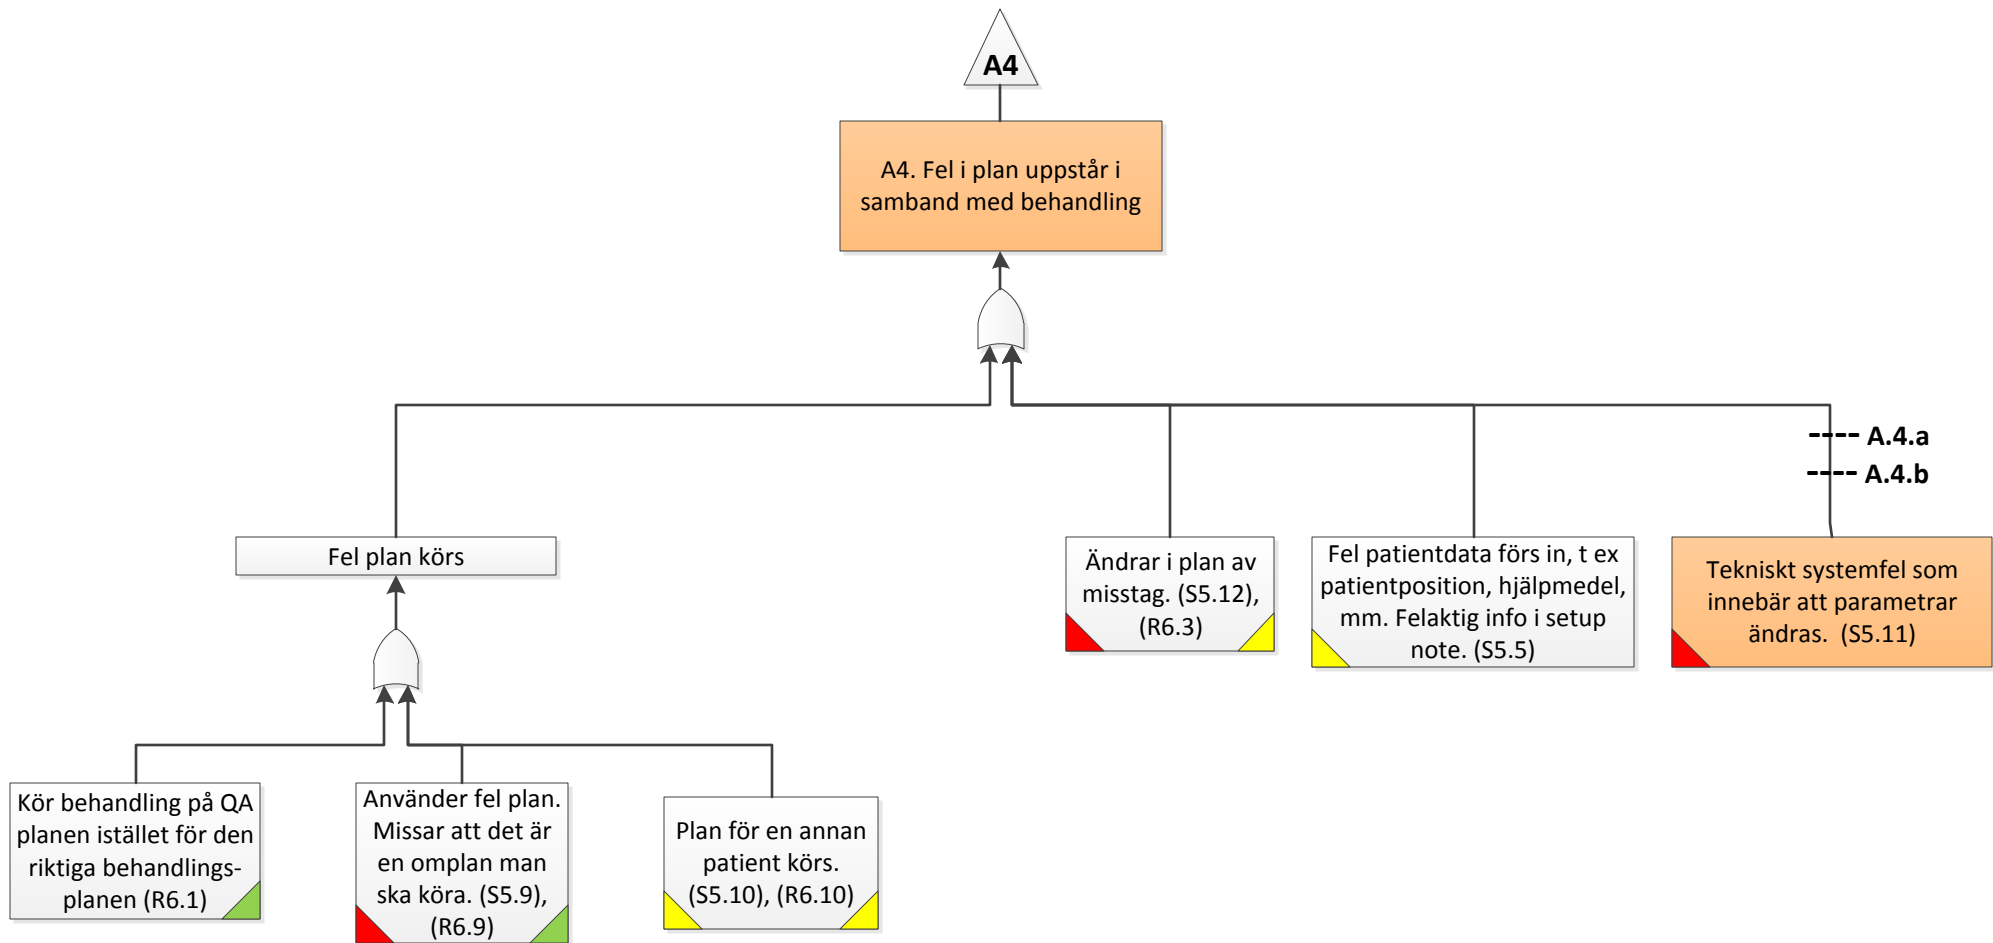 A4
A4. Fel i plan uppstår i
samband med behandling
A.4.a
A.4.b
Fel plan körs
Ändrar i plan av
misstag. (S5.12),
(R6.3)
Fel patientdata förs in, t ex
patientposition, hjälpmedel,
mm. Felaktig info i setup
note. (S5.5)
Tekniskt systemfel som
innebär att parametrar
ändras. (S5.11)
Kör behandling på QA
planen istället för den
riktiga behandlings-
planen (R6.1)
Använder fel plan.
Missar att det är
en omplan man
ska köra. (S5.9),
(R6.9)
Plan för en annan
patient körs.
(S5.10), (R6.10)